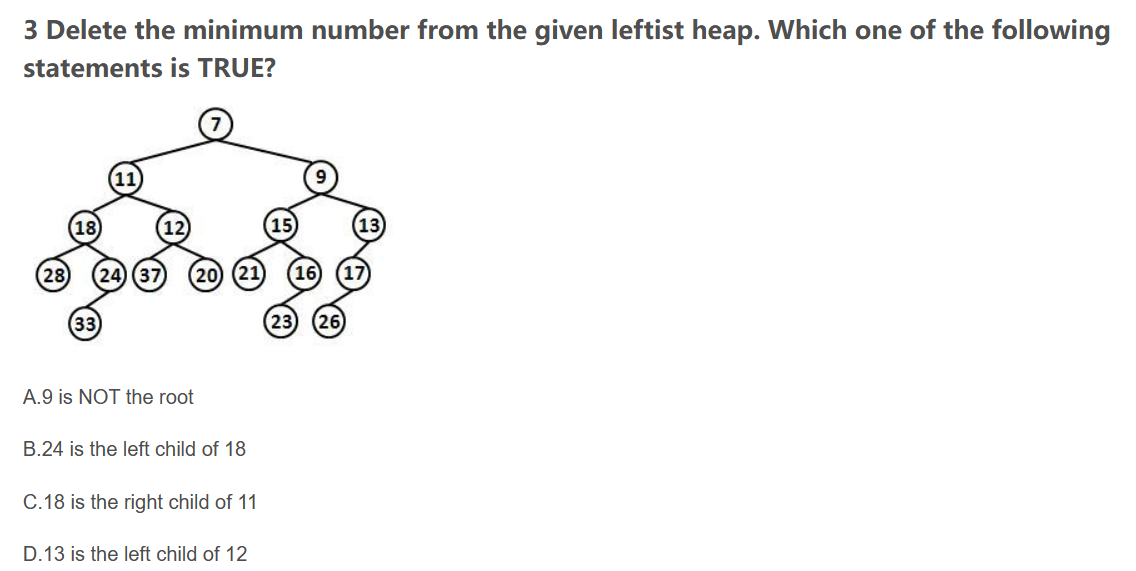 3 Delete the minimum number from the given leftist heap. Which one of the following
statements is TRUE?
7
11 9
18 12 15 13
28 24 37 20 21 16 17
33 23 26
A.9 is NOT the root
B.24 is the left child of 18
C.18 is the right child of 11
D.13 is the left child of 12